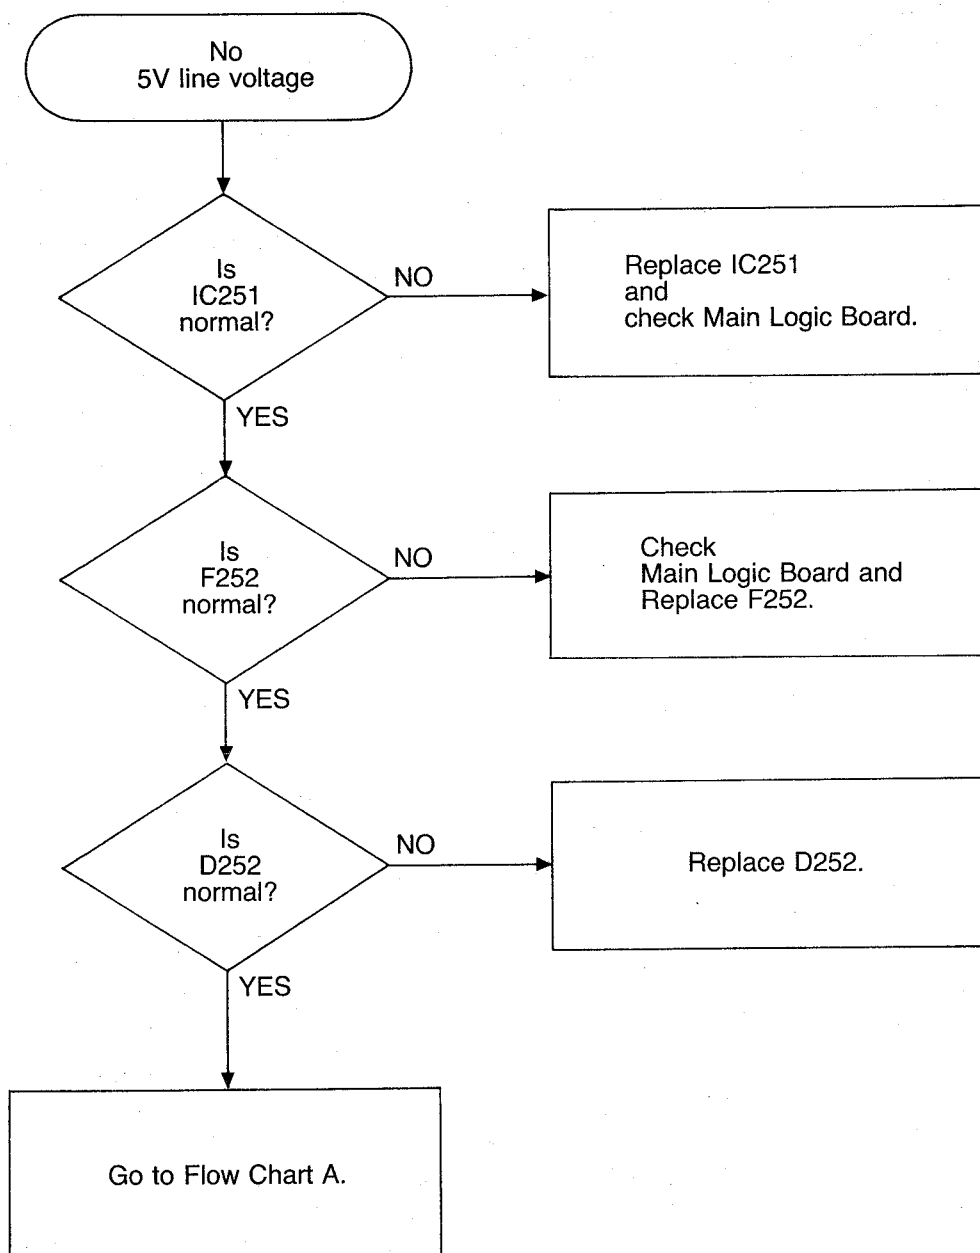 No
5V line voltage
Is
IC251
normal?
NO
Replace IC251
and
check Main Logic Board.
YES
Is
F252
normal?
NO
Check
Main Logic Board and
Replace F252.
YES
Is
D252
normal?
NO
Replace D252.
YES
Go to Flow Chart A.